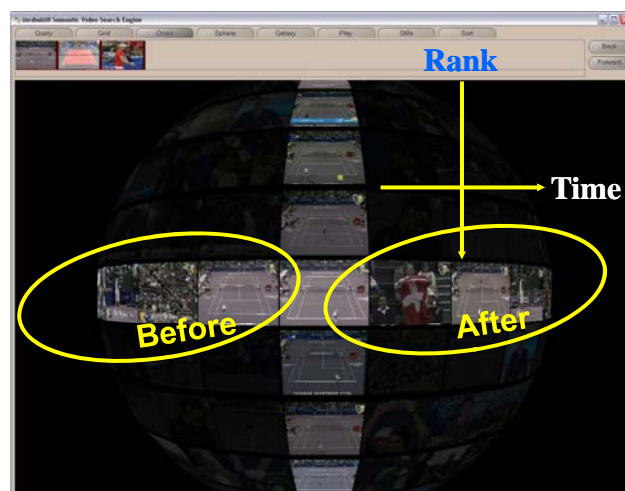 MediaMill Semantic Video Search Engine
Query
Grid
Cross
Sphere
Galaxy
Play
Stills
Sort
Back
Forward
Rank
Time
Before
After